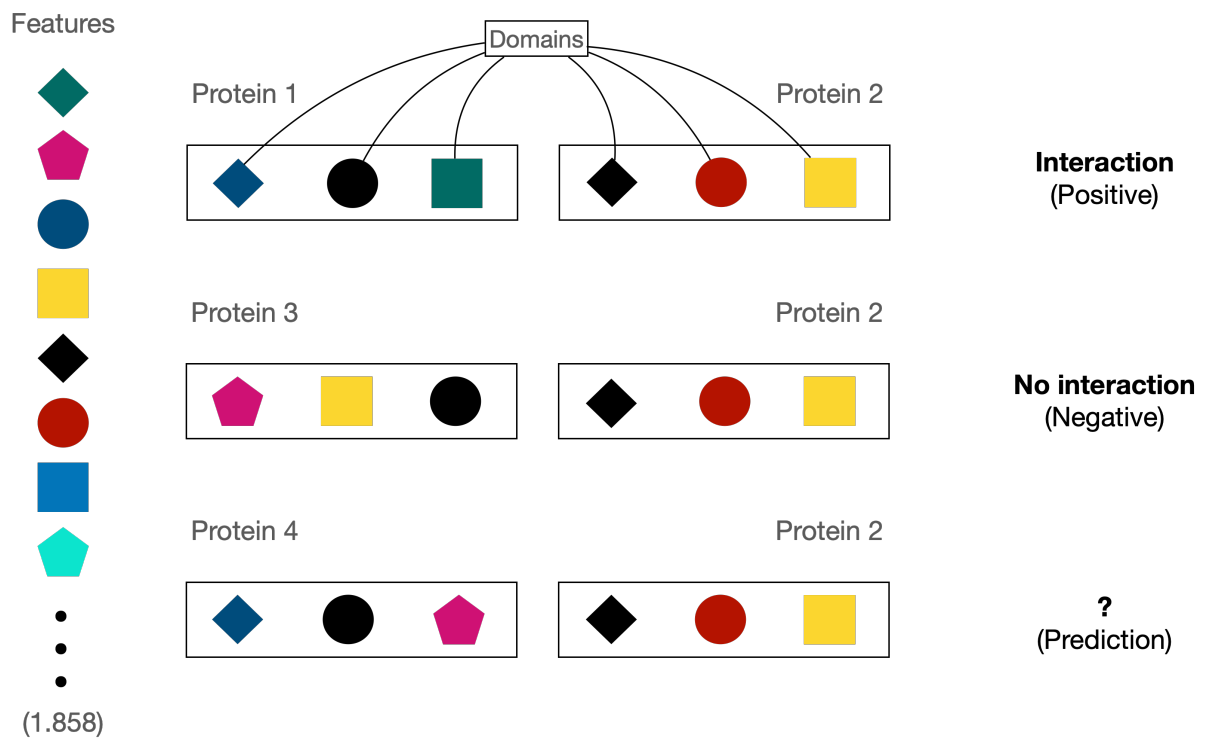 Features
Domains
Protein 1
Protein 2
Interaction
(Positive)
Protein 3
Protein 2
No interaction
(Negative)
Protein 4
Protein 2
?
(Prediction)
(1.858)